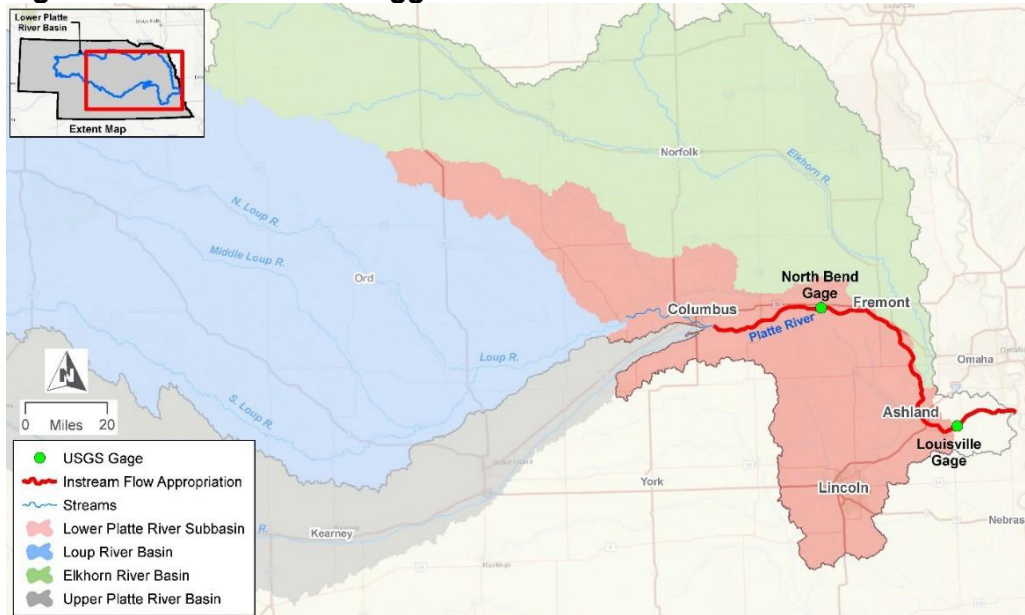 Lower Platte
River Basin
Extent Map
Norfolk
Elkhorn R.
N. Loup R.
Middle Loup R.
Ord
North Bend
Gage
Columbus
Fremont
Platte River
Loup R.
Omaha
S. Loup R.
Ashland
Louisville
Gage
Lincoln
York
Kearney
Hastings
Nebras
N
0 Miles 20
USGS Gage
Instream Flow Appropriation
Streams
Lower Platte River Subbasin
Loup River Basin
Elkhorn River Basin
Upper Platte River Basin
R.